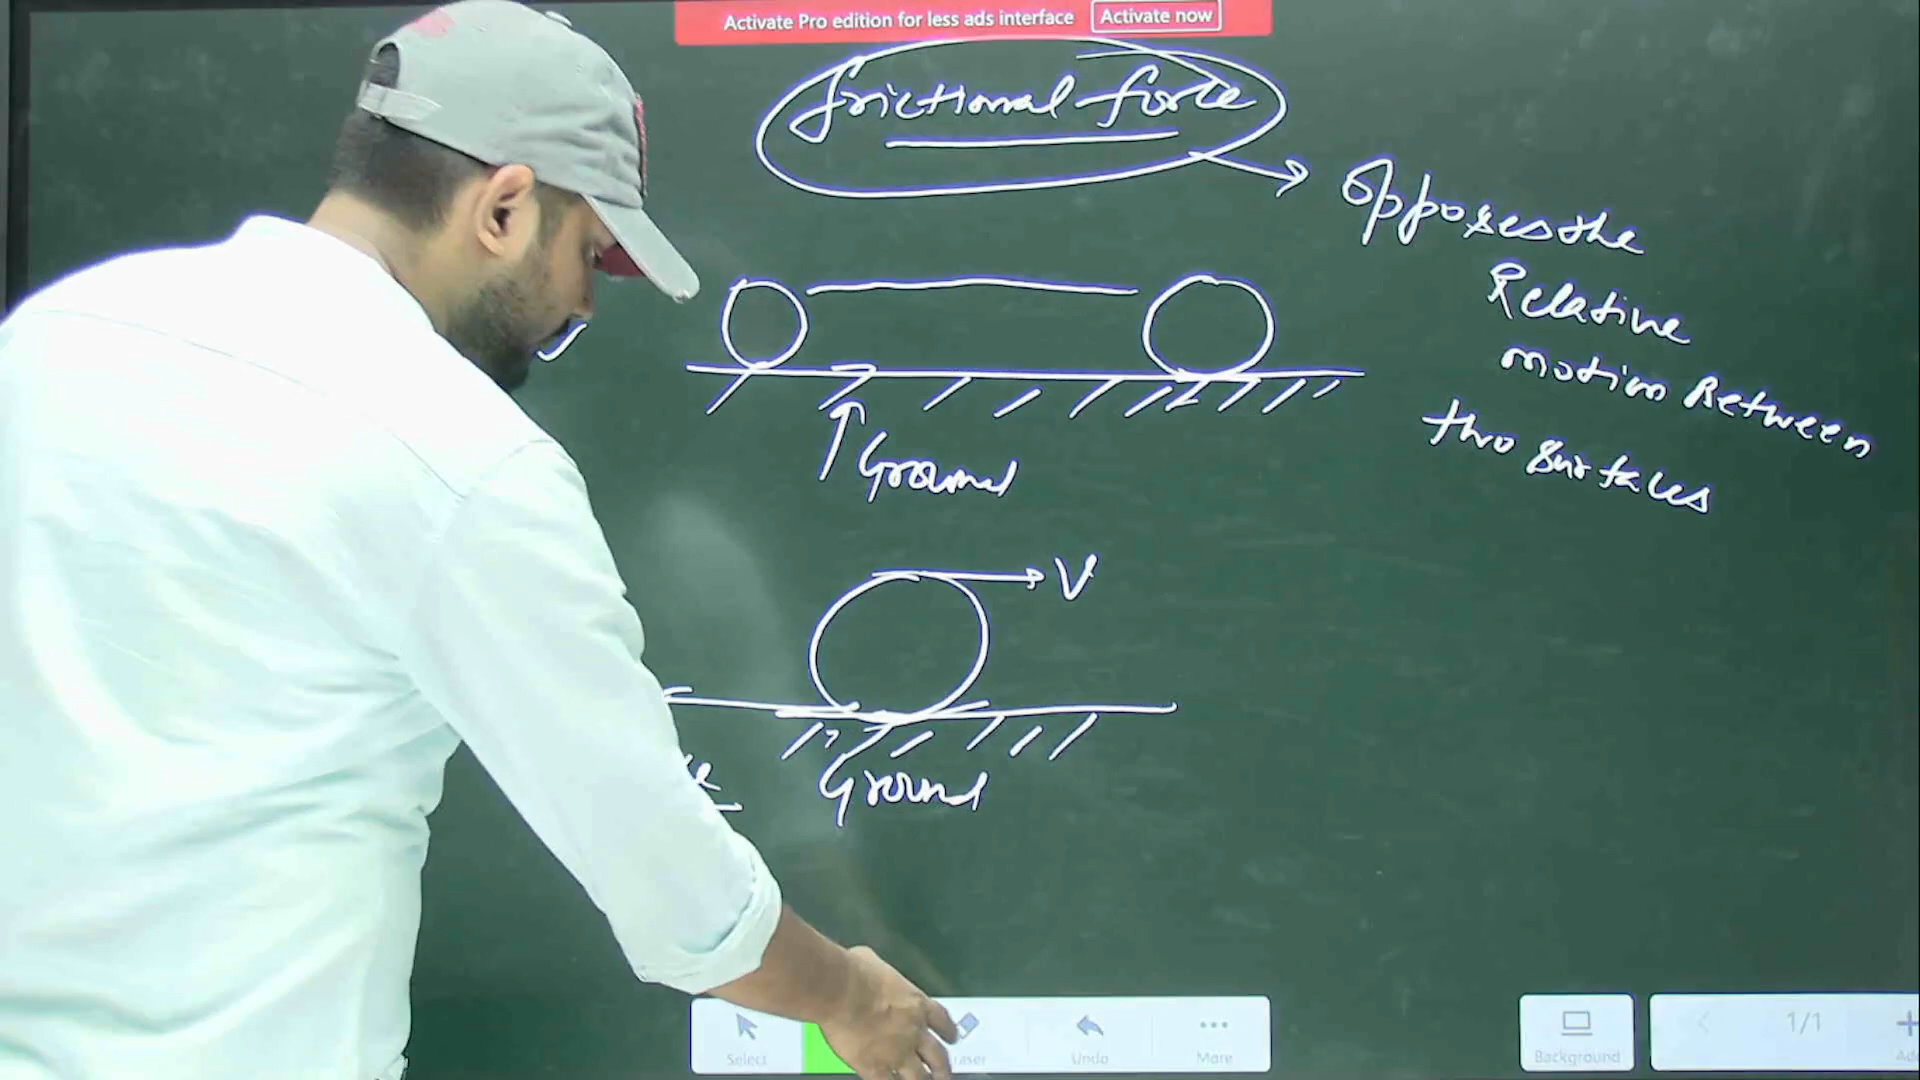 Activate Pro edition for less ads interface Activate now
frictional force
opposes the
Relative
motion Between
two surfaces
Ground
V
Ground
Select
Undo
More
Background
1/1